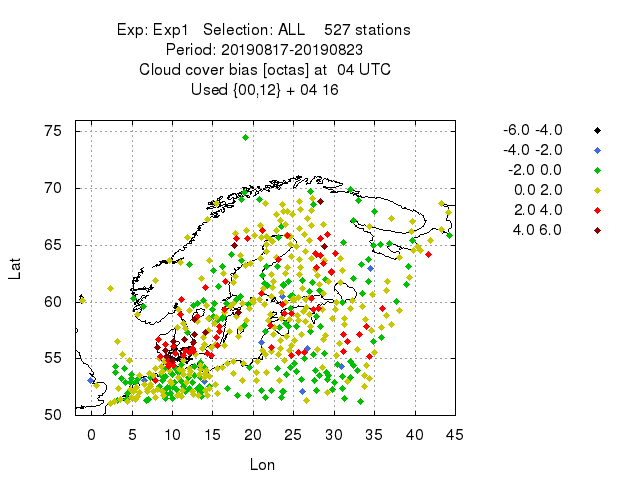 Exp: Exp1   Selection: ALL    527 stations
Period: 20190817-20190823
Cloud cover bias [octas] at  04 UTC
Used {00,12} + 04 16
-6.0 -4.0
-4.0 -2.0
-2.0 0.0
0.0 2.0
2.0 4.0
4.0 6.0
75
70
65
60
55
50
Lat
0 5 10 15 20 25 30 35 40 45
Lon